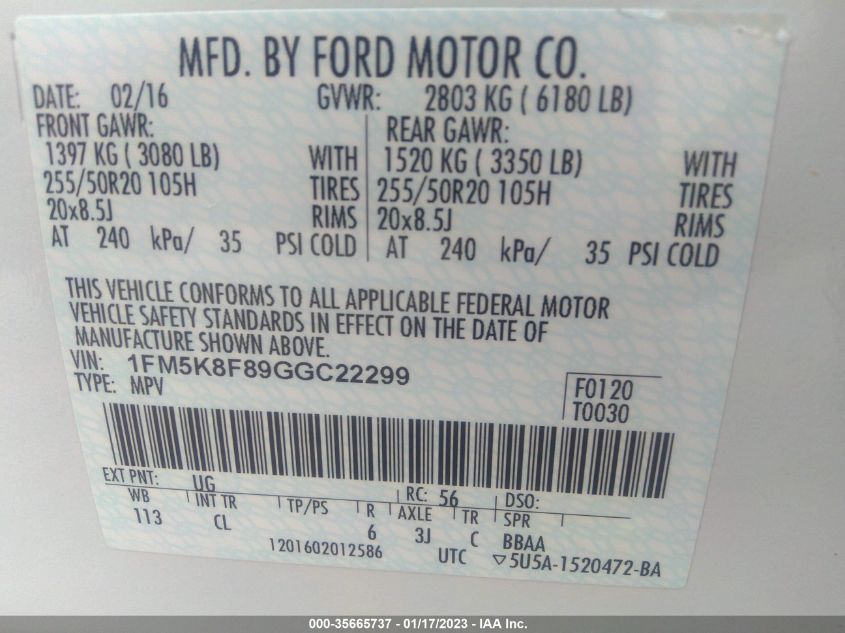 MFD. BY FORD MOTOR CO.
DATE: 02/16 GVWR: 2803 KG ( 6180 LB)
FRONT GAWR: REAR GAWR:
1397 KG ( 3080 LB) WITH 1520 KG ( 3350 LB) WITH
255/50R20 105H TIRES 255/50R20 105H TIRES
20x8.5J RIMS 20x8.5J RIMS
AT 240 kPa/ 35 PSI COLD AT 240 kPa/ 35 PSI COLD
THIS VEHICLE CONFORMS TO ALL APPLICABLE FEDERAL MOTOR
VEHICLE SAFETY STANDARDS IN EFFECT ON THE DATE OF
MANUFACTURE SHOWN ABOVE.
VIN: 1FM5K8F89GGC22299
TYPE: MPV
F0120
T0030
EXT PNT: UG RC: 56 DSO:
WB INT TR TP/PS R AXLE TR SPR
113 CL 6 3J C BBAA
1201602012586 UTC ▽5U5A-1520472-BA
000-35665737 - 01/17/2023 - IAA Inc.